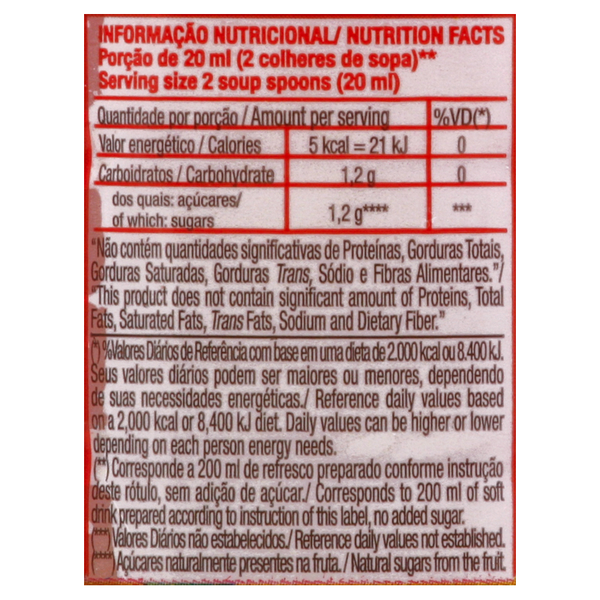 INFORMAÇÃO NUTRICIONAL/ NUTRITION FACTS
Porção de 20 ml (2 colheres de sopa)**
Serving size 2 soup spoons (20 ml)
Quantidade por porção / Amount per serving %VD(*)
Valor energético / Calories 5 kcal = 21 kJ 0
Carboidratos / Carbohydrate 1,2 g 0
dos quais: açúcares/
of which: sugars 1,2 g**** ***
"Não contém quantidades significativas de Proteínas, Gorduras Totais,
Gorduras Saturadas, Gorduras Trans, Sódio e Fibras Alimentares."/
"This product does not contain significant amount of Proteins, Total
Fats, Saturated Fats, Trans Fats, Sodium and Dietary Fiber."
(*) %Valores Diários de Referência com base em uma dieta de 2.000 kcal ou 8.400 kJ.
Seus valores diários podem ser maiores ou menores, dependendo
de suas necessidades energéticas./ Reference daily values based
on a 2,000 kcal or 8,400 kJ diet. Daily values can be higher or lower
depending on each person energy needs.
(**) Corresponde a 200 ml de refresco preparado conforme instrução
deste rótulo, sem adição de açúcar./ Corresponds to 200 ml of soft
drink prepared according to instruction of this label, no added sugar.
(***) Valores Diários não estabelecidos./ Reference daily values not established.
(****) Açúcares naturalmente presentes na fruta. / Natural sugars from the fruit.